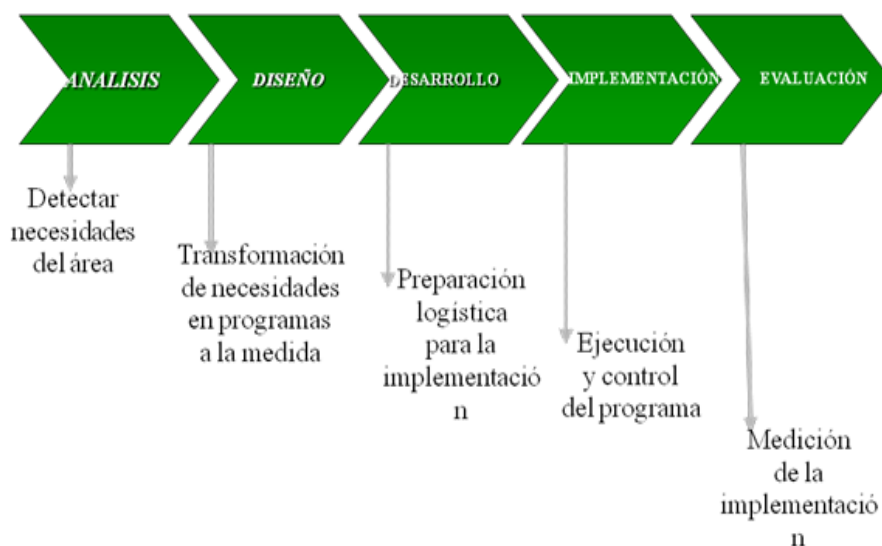 ANALISIS
DISEÑO
DESARROLLO
IMPLEMENTACIÓN
EVALUACIÓN
Detectar
necesidades
del área
Transformación
de necesidades
en programas
a la medida
Preparación
logística
para la
implementació
n
Ejecución
y control
del programa
Medición
de la
implementació
n